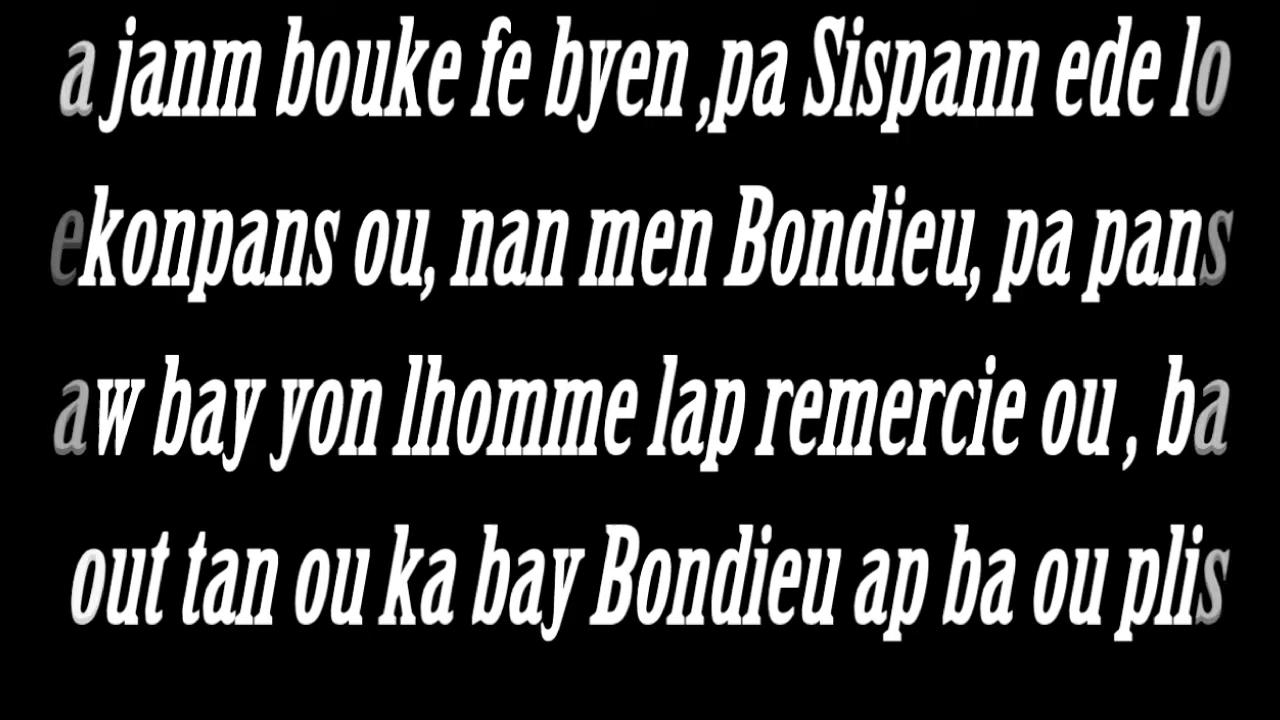 a janm bouke fe byen ,pa Sispann ede lo
ekonpans ou, nan men Bondieu, pa pans
aw bay yon lhomme lap remercie ou , ba
out tan ou ka bay Bondieu ap ba ou plis